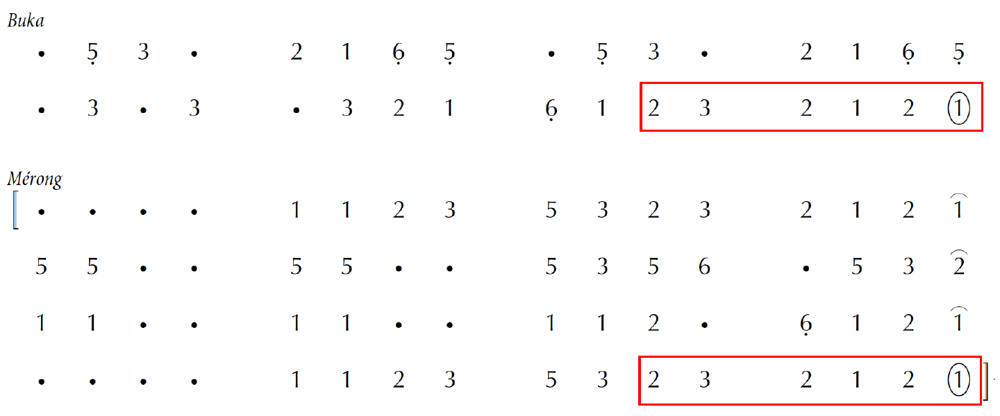 Buka
• 5̣ 3 • 2 1 6̣ 5̣ • 5̣ 3 • 2 1 6̣ 5̣
• 3 • 3 • 3 2 1 6̣ 1 2 3 2 1 2 ①
Mérong
[ • • • • 1 1 2 3 5 3 2 3 2 1 2 1̑
5 5 • • 5 5 • • 5 3 5 6 • 5 3 2̑
1 1 • • 1 1 • • 1 1 2 • 6̣ 1 2 1̑
• • • • 1 1 2 3 5 3 2 3 2 1 2 ① ]